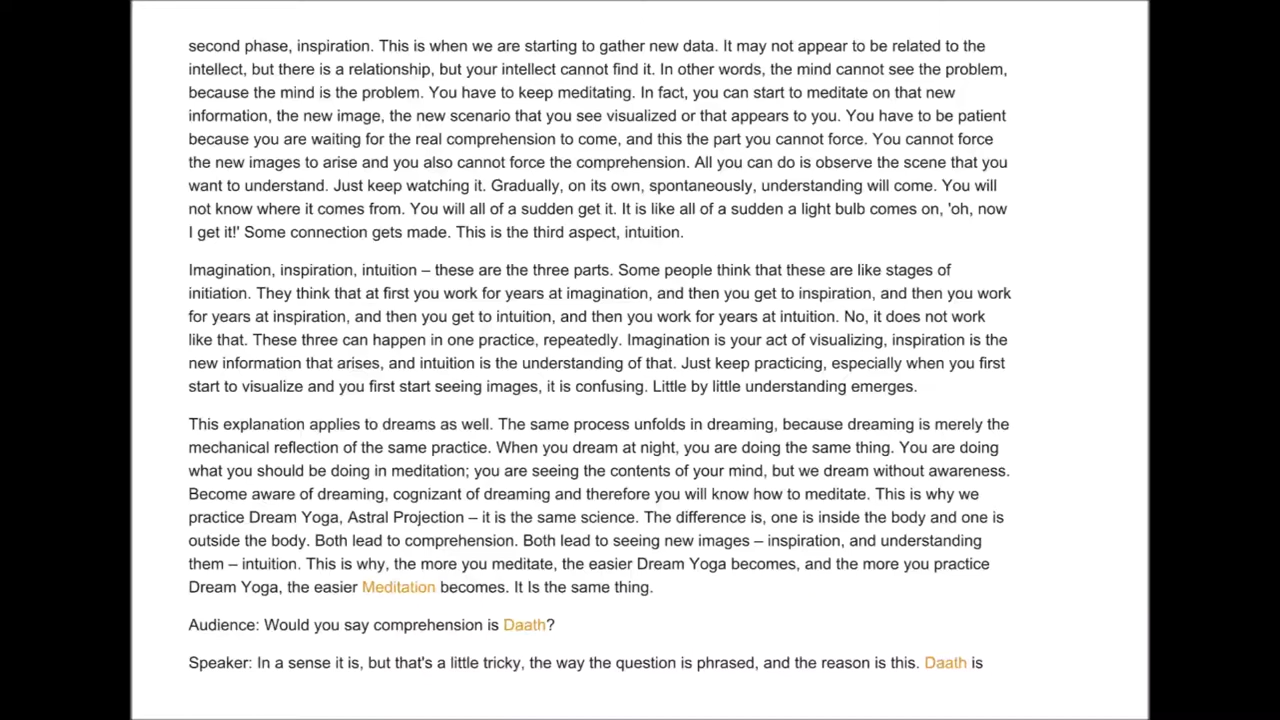 second phase, inspiration. This is when we are starting to gather new data. It may not appear to be related to the
intellect, but there is a relationship, but your intellect cannot find it. In other words, the mind cannot see the problem,
because the mind is the problem. You have to keep meditating. In fact, you can start to meditate on that new
information, the new image, the new scenario that you see visualized or that appears to you. You have to be patient
because you are waiting for the real comprehension to come, and this the part you cannot force. You cannot force
the new images to arise and you also cannot force the comprehension. All you can do is observe the scene that you
want to understand. Just keep watching it. Gradually, on its own, spontaneously, understanding will come. You will
not know where it comes from. You will all of a sudden get it. It is like all of a sudden a light bulb comes on, 'oh, now
I get it!' Some connection gets made. This is the third aspect, intuition.
Imagination, inspiration, intuition – these are the three parts. Some people think that these are like stages of
initiation. They think that at first you work for years at imagination, and then you get to inspiration, and then you work
for years at inspiration, and then you get to intuition, and then you work for years at intuition. No, it does not work
like that. These three can happen in one practice, repeatedly. Imagination is your act of visualizing, inspiration is the
new information that arises, and intuition is the understanding of that. Just keep practicing, especially when you first
start to visualize and you first start seeing images, it is confusing. Little by little understanding emerges.
This explanation applies to dreams as well. The same process unfolds in dreaming, because dreaming is merely the
mechanical reflection of the same practice. When you dream at night, you are doing the same thing. You are doing
what you should be doing in meditation; you are seeing the contents of your mind, but we dream without awareness.
Become aware of dreaming, cognizant of dreaming and therefore you will know how to meditate. This is why we
practice Dream Yoga, Astral Projection – it is the same science. The difference is, one is inside the body and one is
outside the body. Both lead to comprehension. Both lead to seeing new images – inspiration, and understanding
them – intuition. This is why, the more you meditate, the easier Dream Yoga becomes, and the more you practice
Dream Yoga, the easier Meditation becomes. It Is the same thing.
Audience: Would you say comprehension is Daath?
Speaker: In a sense it is, but that's a little tricky, the way the question is phrased, and the reason is this. Daath is